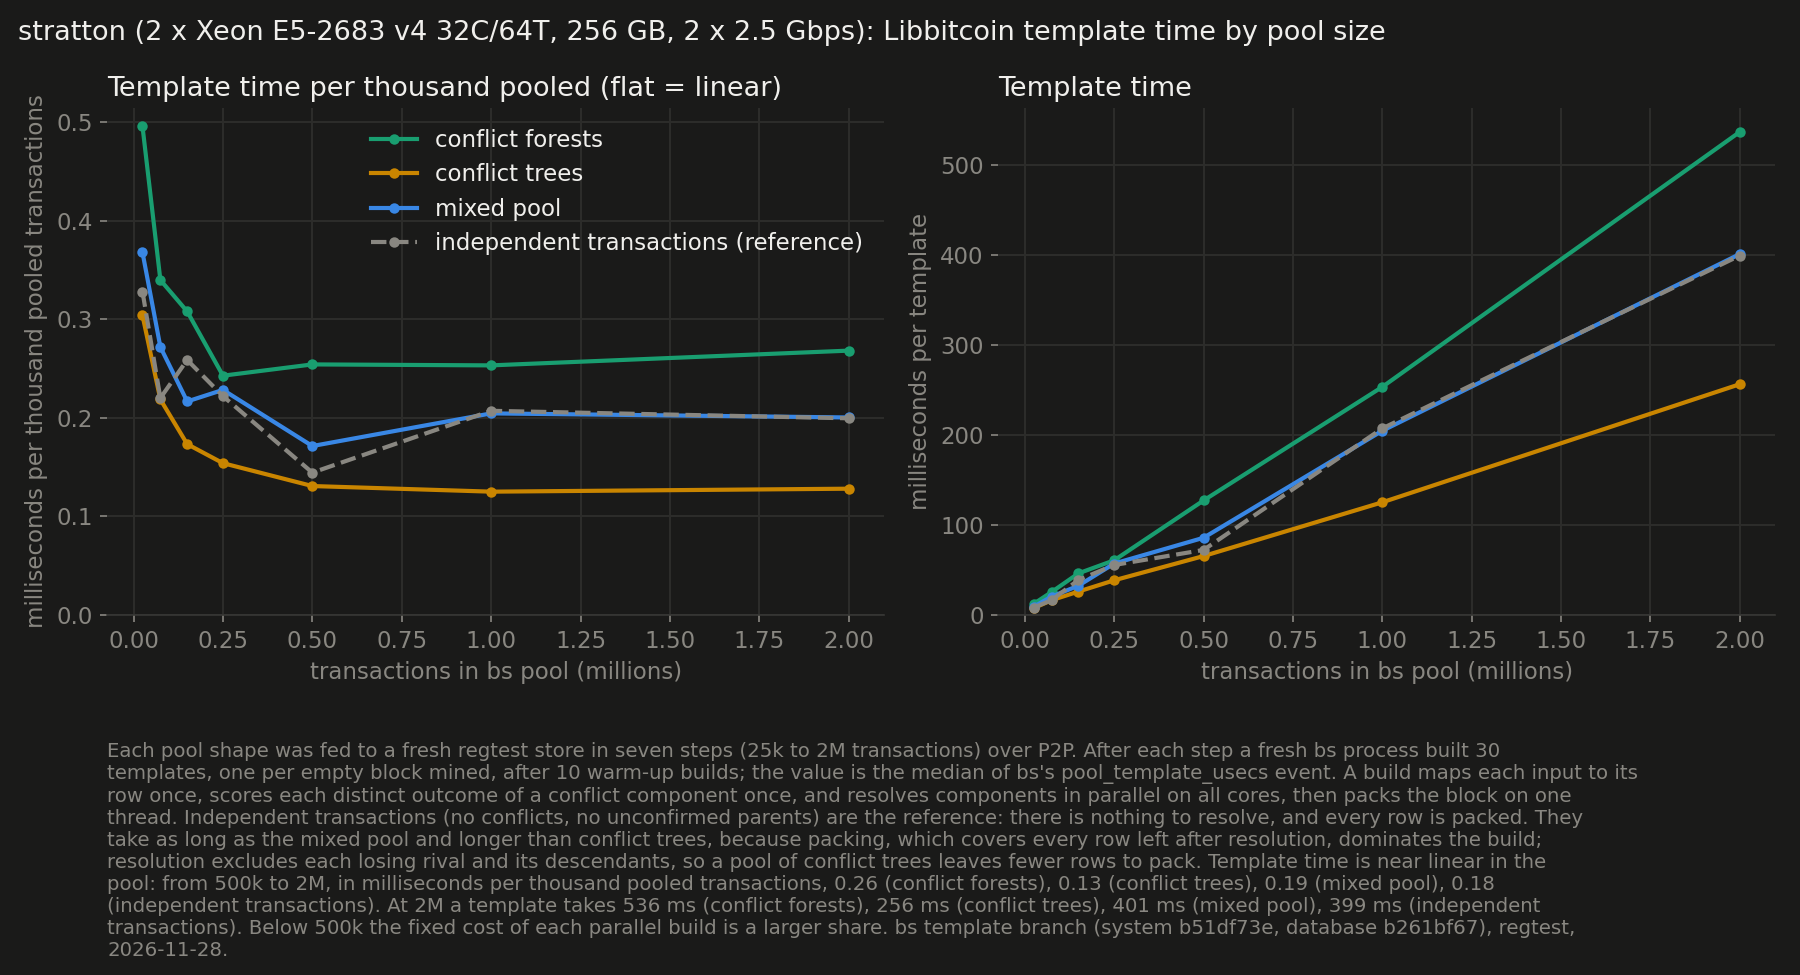 stratton (2 x Xeon E5-2683 v4 32C/64T, 256 GB, 2 x 2.5 Gbps): Libbitcoin template time by pool size
Template time per thousand pooled (flat = linear)
milliseconds per thousand pooled transactions
0.5
0.4
0.3
0.2
0.1
0.0
conflict forests
conflict trees
mixed pool
independent transactions (reference)
0.00 0.25 0.50 0.75 1.00 1.25 1.50 1.75 2.00
transactions in bs pool (millions)
Template time
milliseconds per template
500
400
300
200
100
0
0.00 0.25 0.50 0.75 1.00 1.25 1.50 1.75 2.00
transactions in bs pool (millions)
Each pool shape was fed to a fresh regtest store in seven steps (25k to 2M transactions) over P2P. After each step a fresh bs process built 30
templates, one per empty block mined, after 10 warm-up builds; the value is the median of bs's pool_template_usecs event. A build maps each input to its
row once, scores each distinct outcome of a conflict component once, and resolves components in parallel on all cores, then packs the block on one
thread. Independent transactions (no conflicts, no unconfirmed parents) are the reference: there is nothing to resolve, and every row is packed. They
take as long as the mixed pool and longer than conflict trees, because packing, which covers every row left after resolution, dominates the build;
resolution excludes each losing rival and its descendants, so a pool of conflict trees leaves fewer rows to pack. Template time is near linear in the
pool: from 500k to 2M, in milliseconds per thousand pooled transactions, 0.26 (conflict forests), 0.13 (conflict trees), 0.19 (mixed pool), 0.18
(independent transactions). At 2M a template takes 536 ms (conflict forests), 256 ms (conflict trees), 401 ms (mixed pool), 399 ms (independent
transactions). Below 500k the fixed cost of each parallel build is a larger share. bs template branch (system b51df73e, database b261bf67), regtest,
2026-11-28.